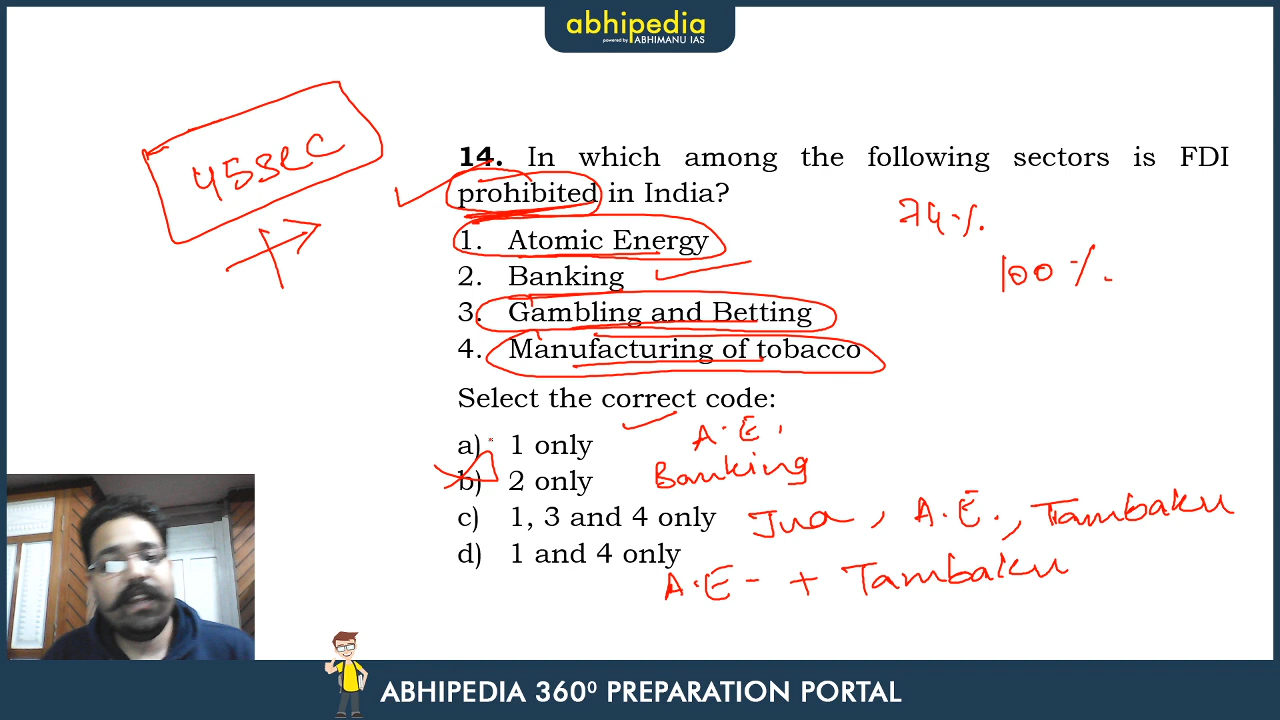 abhipedia
powered by ABHIMANU IAS
45sec
14. In which among the following sectors is FDI
prohibited in India?
74%.
1. Atomic Energy
2. Banking
100%.
3. Gambling and Betting
4. Manufacturing of tobacco
Select the correct code:
a) 1 only
A.E.
b) 2 only
Banking
c) 1, 3 and 4 only
Jua, A.E., Tambaku
d) 1 and 4 only
A.E- + Tambaku
ABHIPEDIA 360⁰ PREPARATION PORTAL